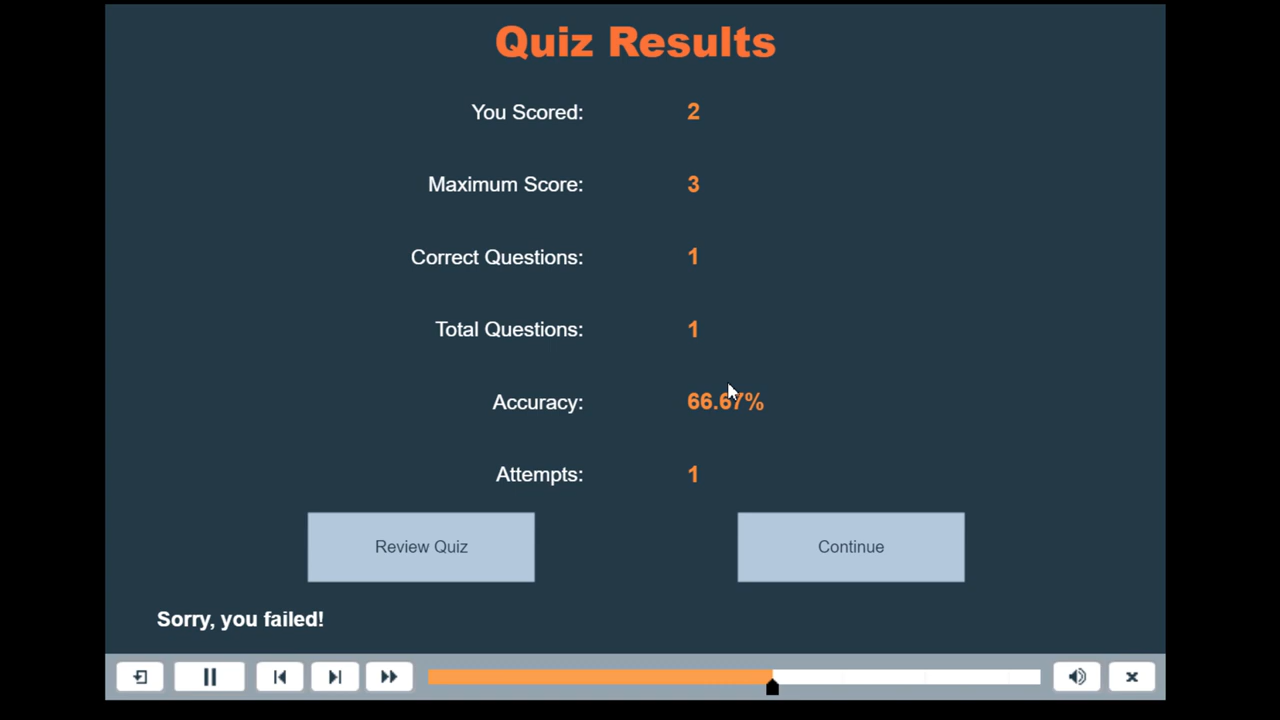 Quiz Results
You Scored: 2
Maximum Score: 3
Correct Questions: 1
Total Questions: 1
Accuracy: 66.67%
Attempts: 1
Review Quiz
Continue
Sorry, you failed!